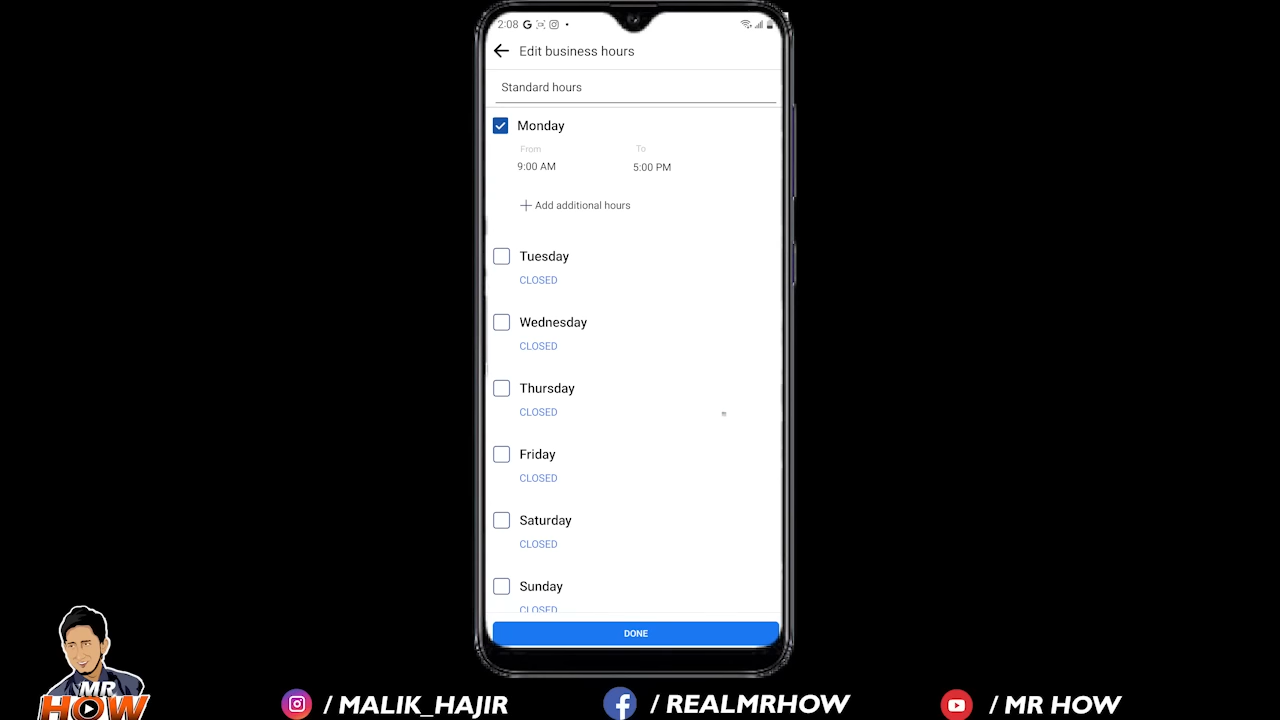 2:08
Edit business hours
Standard hours
Monday
From To
9:00 AM 5:00 PM
Add additional hours
Tuesday
CLOSED
Wednesday
CLOSED
Thursday
CLOSED
Friday
CLOSED
Saturday
CLOSED
Sunday
CLOSED
DONE
MR
HOW
/ MALIK_HAJIR / REALMRHOW / MR HOW